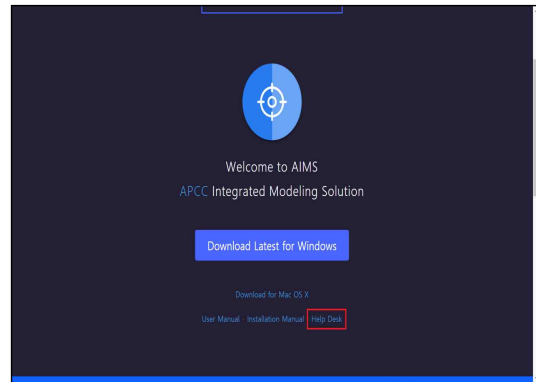 Welcome to AIMS
APCC Integrated Modeling Solution
Download Latest for Windows
Download for Mac OS X
User Manual - Installation Manual - Help Desk